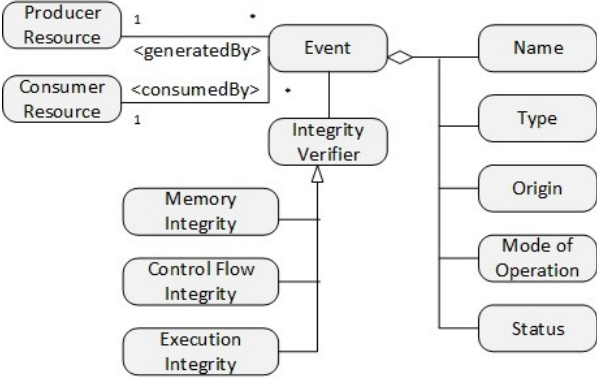 Producer
Resource
1
*
<generatedBy>
Event
Name
Consumer
Resource
<consumedBy>
*
1
Type
Integrity
Verifier
Memory
Integrity
Origin
Control Flow
Integrity
Mode of
Operation
Execution
Integrity
Status